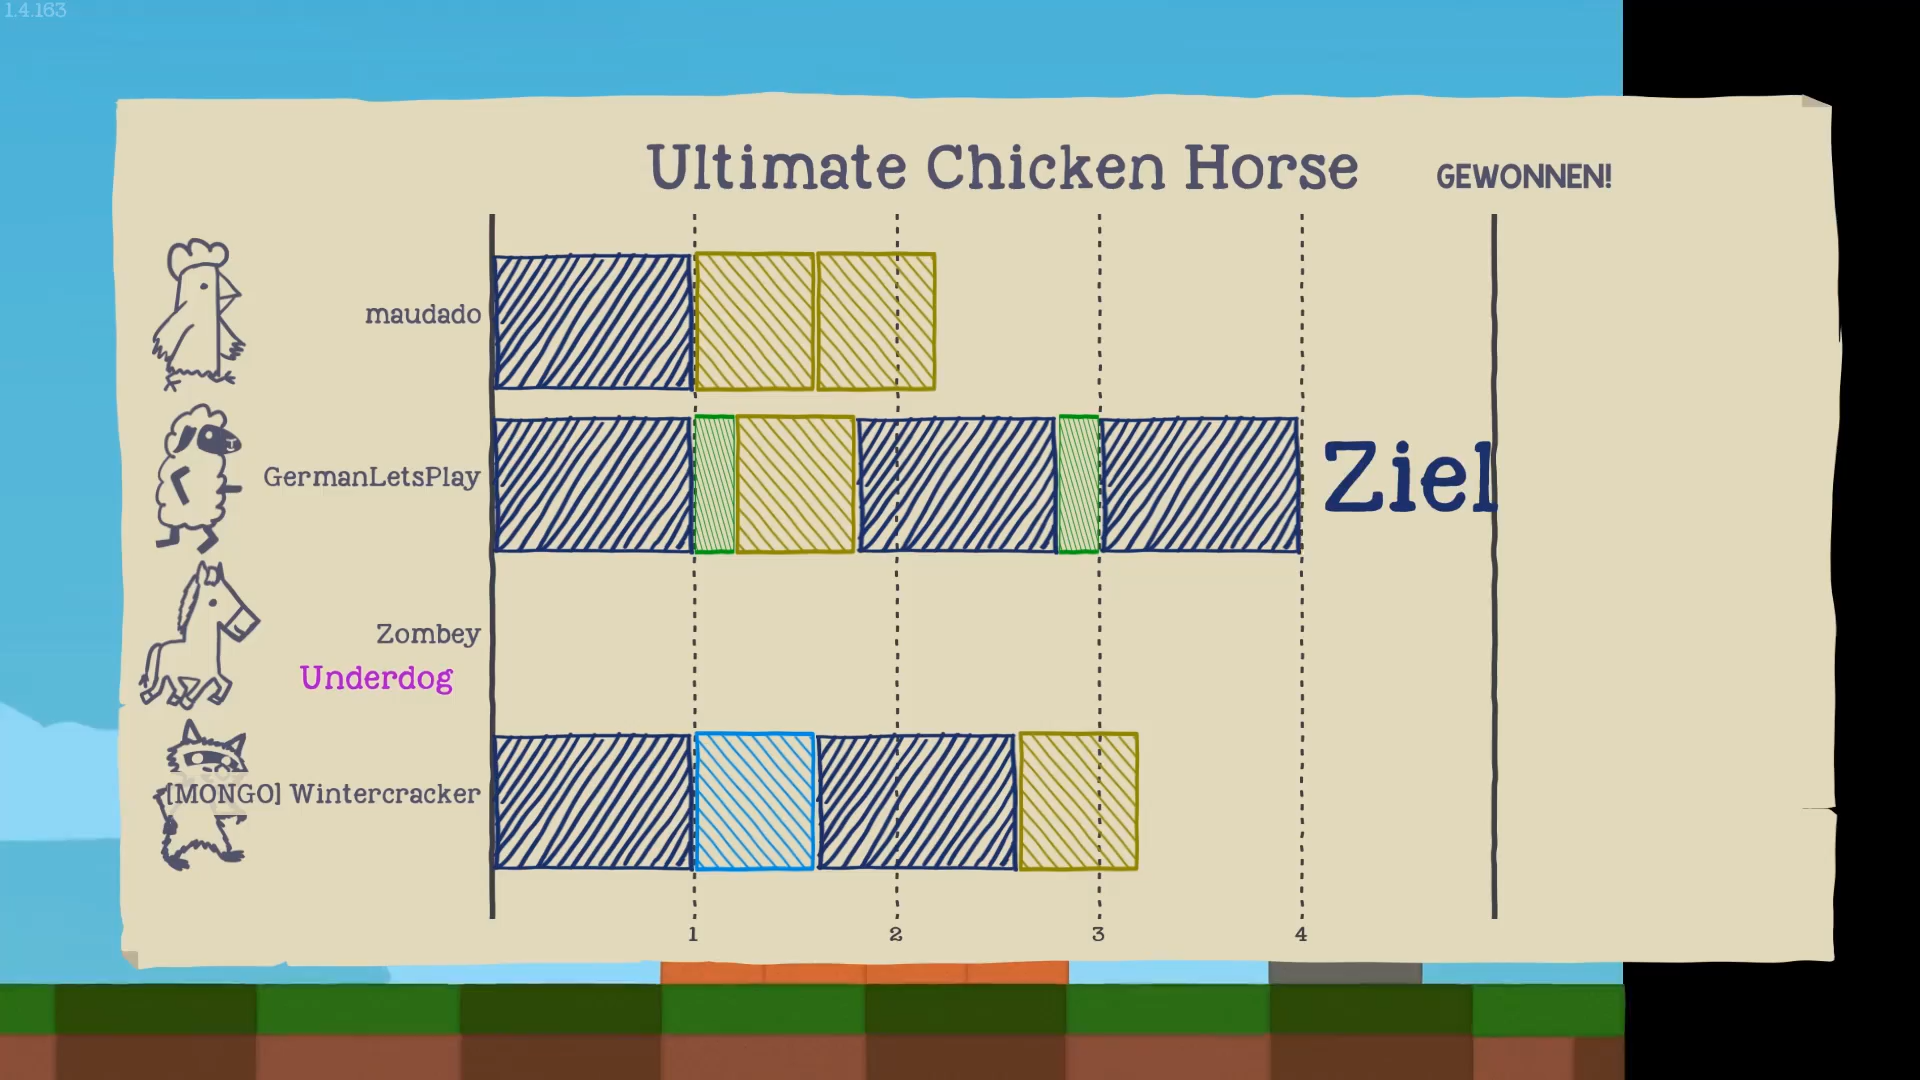 1.4.163
Ultimate Chicken Horse
GEWONNEN!
maudado
GermanLetsPlay
Ziel
Zombey
Underdog
[MONGO] Wintercracker
1 2 3 4